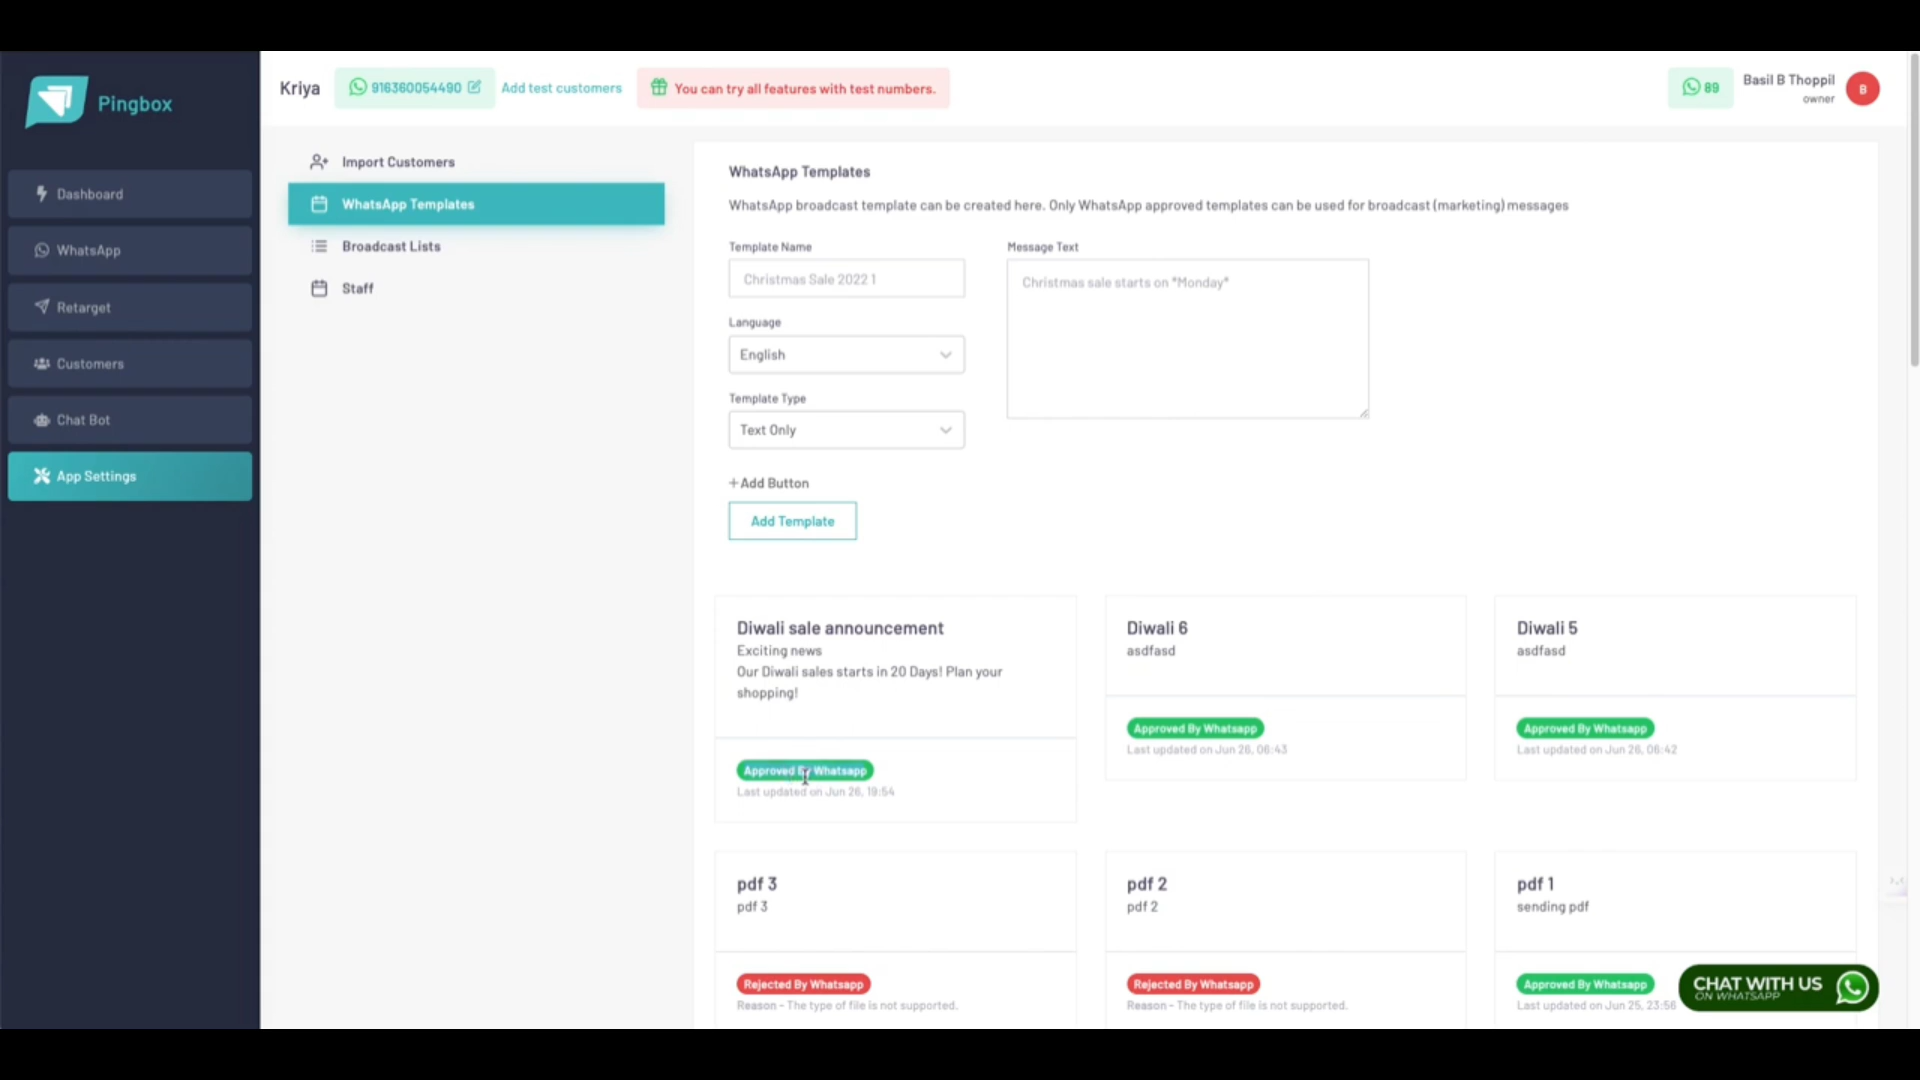 Pingbox
Kriya
916360054490
Add test customers
You can try all features with test numbers.
89
Basil B Thoppil
owner
B
Dashboard
WhatsApp
Retarget
Customers
Chat Bot
App Settings
Import Customers
WhatsApp Templates
Broadcast Lists
Staff
WhatsApp Templates
WhatsApp broadcast template can be created here. Only WhatsApp approved templates can be used for broadcast (marketing) messages
Template Name
Christmas Sale 2022 1
Language
English
Template Type
Text Only
Message Text
Christmas sale starts on *Monday*
+Add Button
Add Template
Diwali sale announcement
Exciting news
Our Diwali sales starts in 20 Days! Plan your
shopping!
Approved By Whatsapp
Last updated on Jun 26, 19:54
Diwali 6
asdfasd
Approved By Whatsapp
Last updated on Jun 26, 06:43
Diwali 5
asdfasd
Approved By Whatsapp
Last updated on Jun 26, 06:42
pdf 3
pdf 3
Rejected By Whatsapp
Reason - The type of file is not supported.
pdf 2
pdf 2
Rejected By Whatsapp
Reason - The type of file is not supported.
pdf 1
sending pdf
Approved By Whatsapp
Last updated on Jun 25, 23:56
CHAT WITH US
ON WHATSAPP